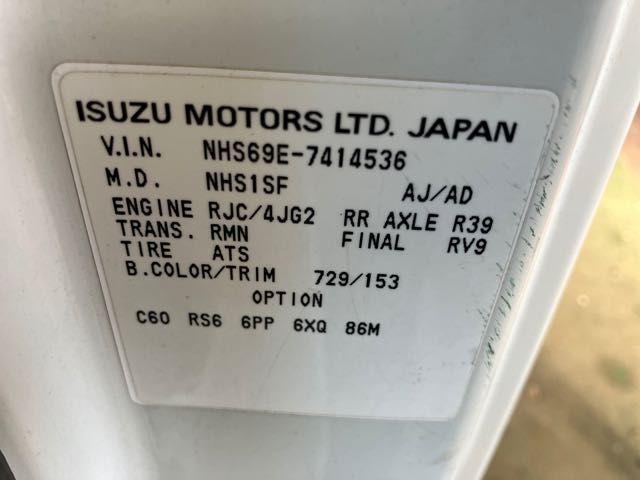 ISUZU MOTORS LTD. JAPAN
V.I.N. NHS69E-7414536
M.D. NHS1SF AJ/AD
ENGINE RJC/4JG2 RR AXLE R39
TRANS. RMN FINAL RV9
TIRE ATS
B.COLOR/TRIM 729/153
OPTION
C60 RS6 6PP 6XQ 86M